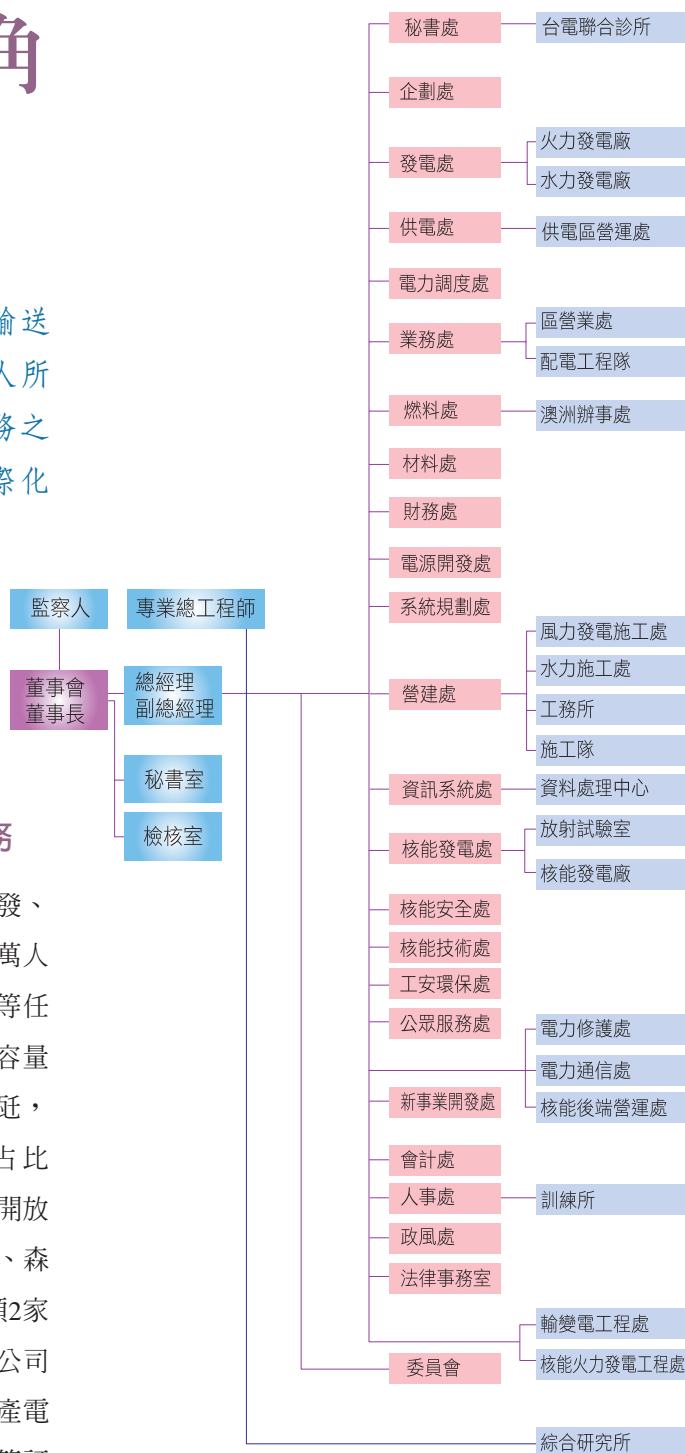 角
輸送
人所
務之
際化
監察人
專業總工程師
董事會
董事長
總經理
副總經理
秘書室
檢核室
務
發、
萬人
等任
容量
瓩，
占比
開放
、森
順2家
公司
產電
秘書處
台電聯合診所
企劃處
發電處
火力發電廠
水力發電廠
供電處
供電區營運處
電力調度處
業務處
區營業處
配電工程隊
燃料處
澳洲辦事處
材料處
財務處
電源開發處
系統規劃處
營建處
風力發電施工處
水力施工處
工務所
施工隊
資訊系統處
資料處理中心
核能發電處
放射試驗室
核能發電廠
核能安全處
核能技術處
工安環保處
公眾服務處
電力修護處
電力通信處
核能後端營運處
新事業開發處
會計處
人事處
訓練所
政風處
法律事務室
輸變電工程處
核能火力發電工程處
委員會
綜合研究所